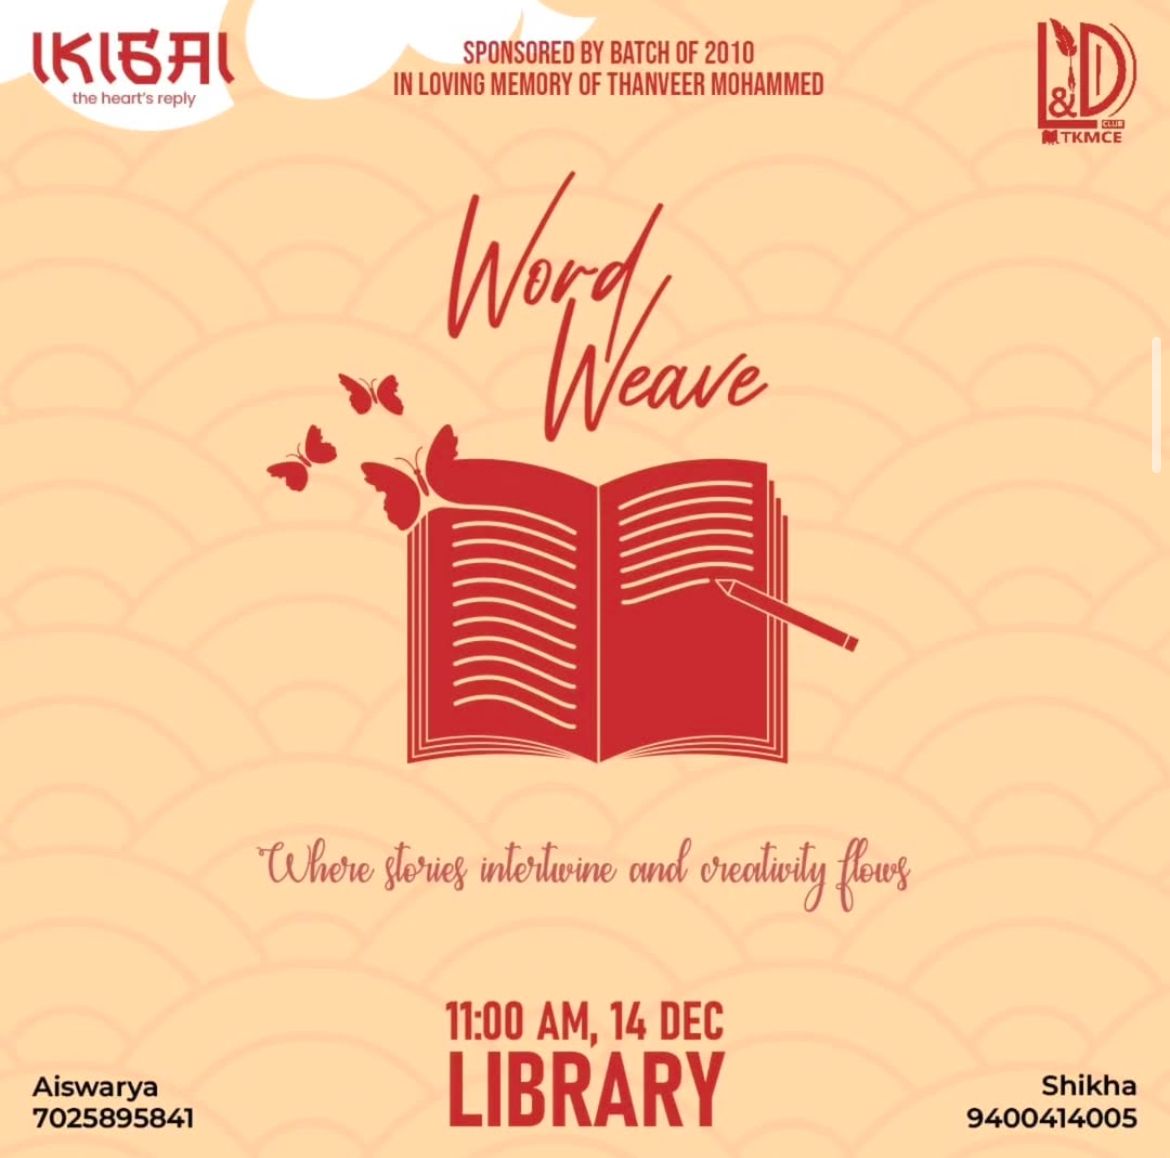 IKIGAI
the heart's reply
SPONSORED BY BATCH OF 2010
IN LOVING MEMORY OF THANVEER MOHAMMED
L&D
CLUB
TKMCE
Word
Weave
Where stories intertwine and creativity flows
11:00 AM, 14 DEC
LIBRARY
Aiswarya
7025895841
Shikha
9400414005